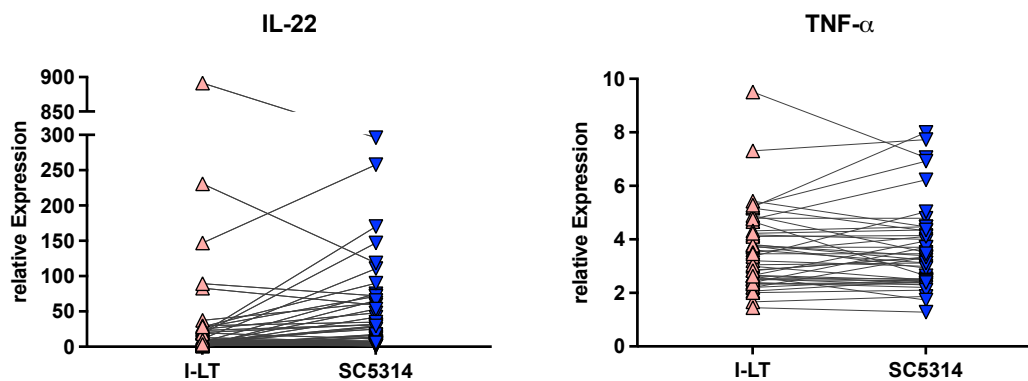 IL-22
relative Expression
900
850
300
250
200
150
100
50
0
I-LT
SC5314
TNF-α
relative Expression
10
8
6
4
2
0
I-LT
SC5314